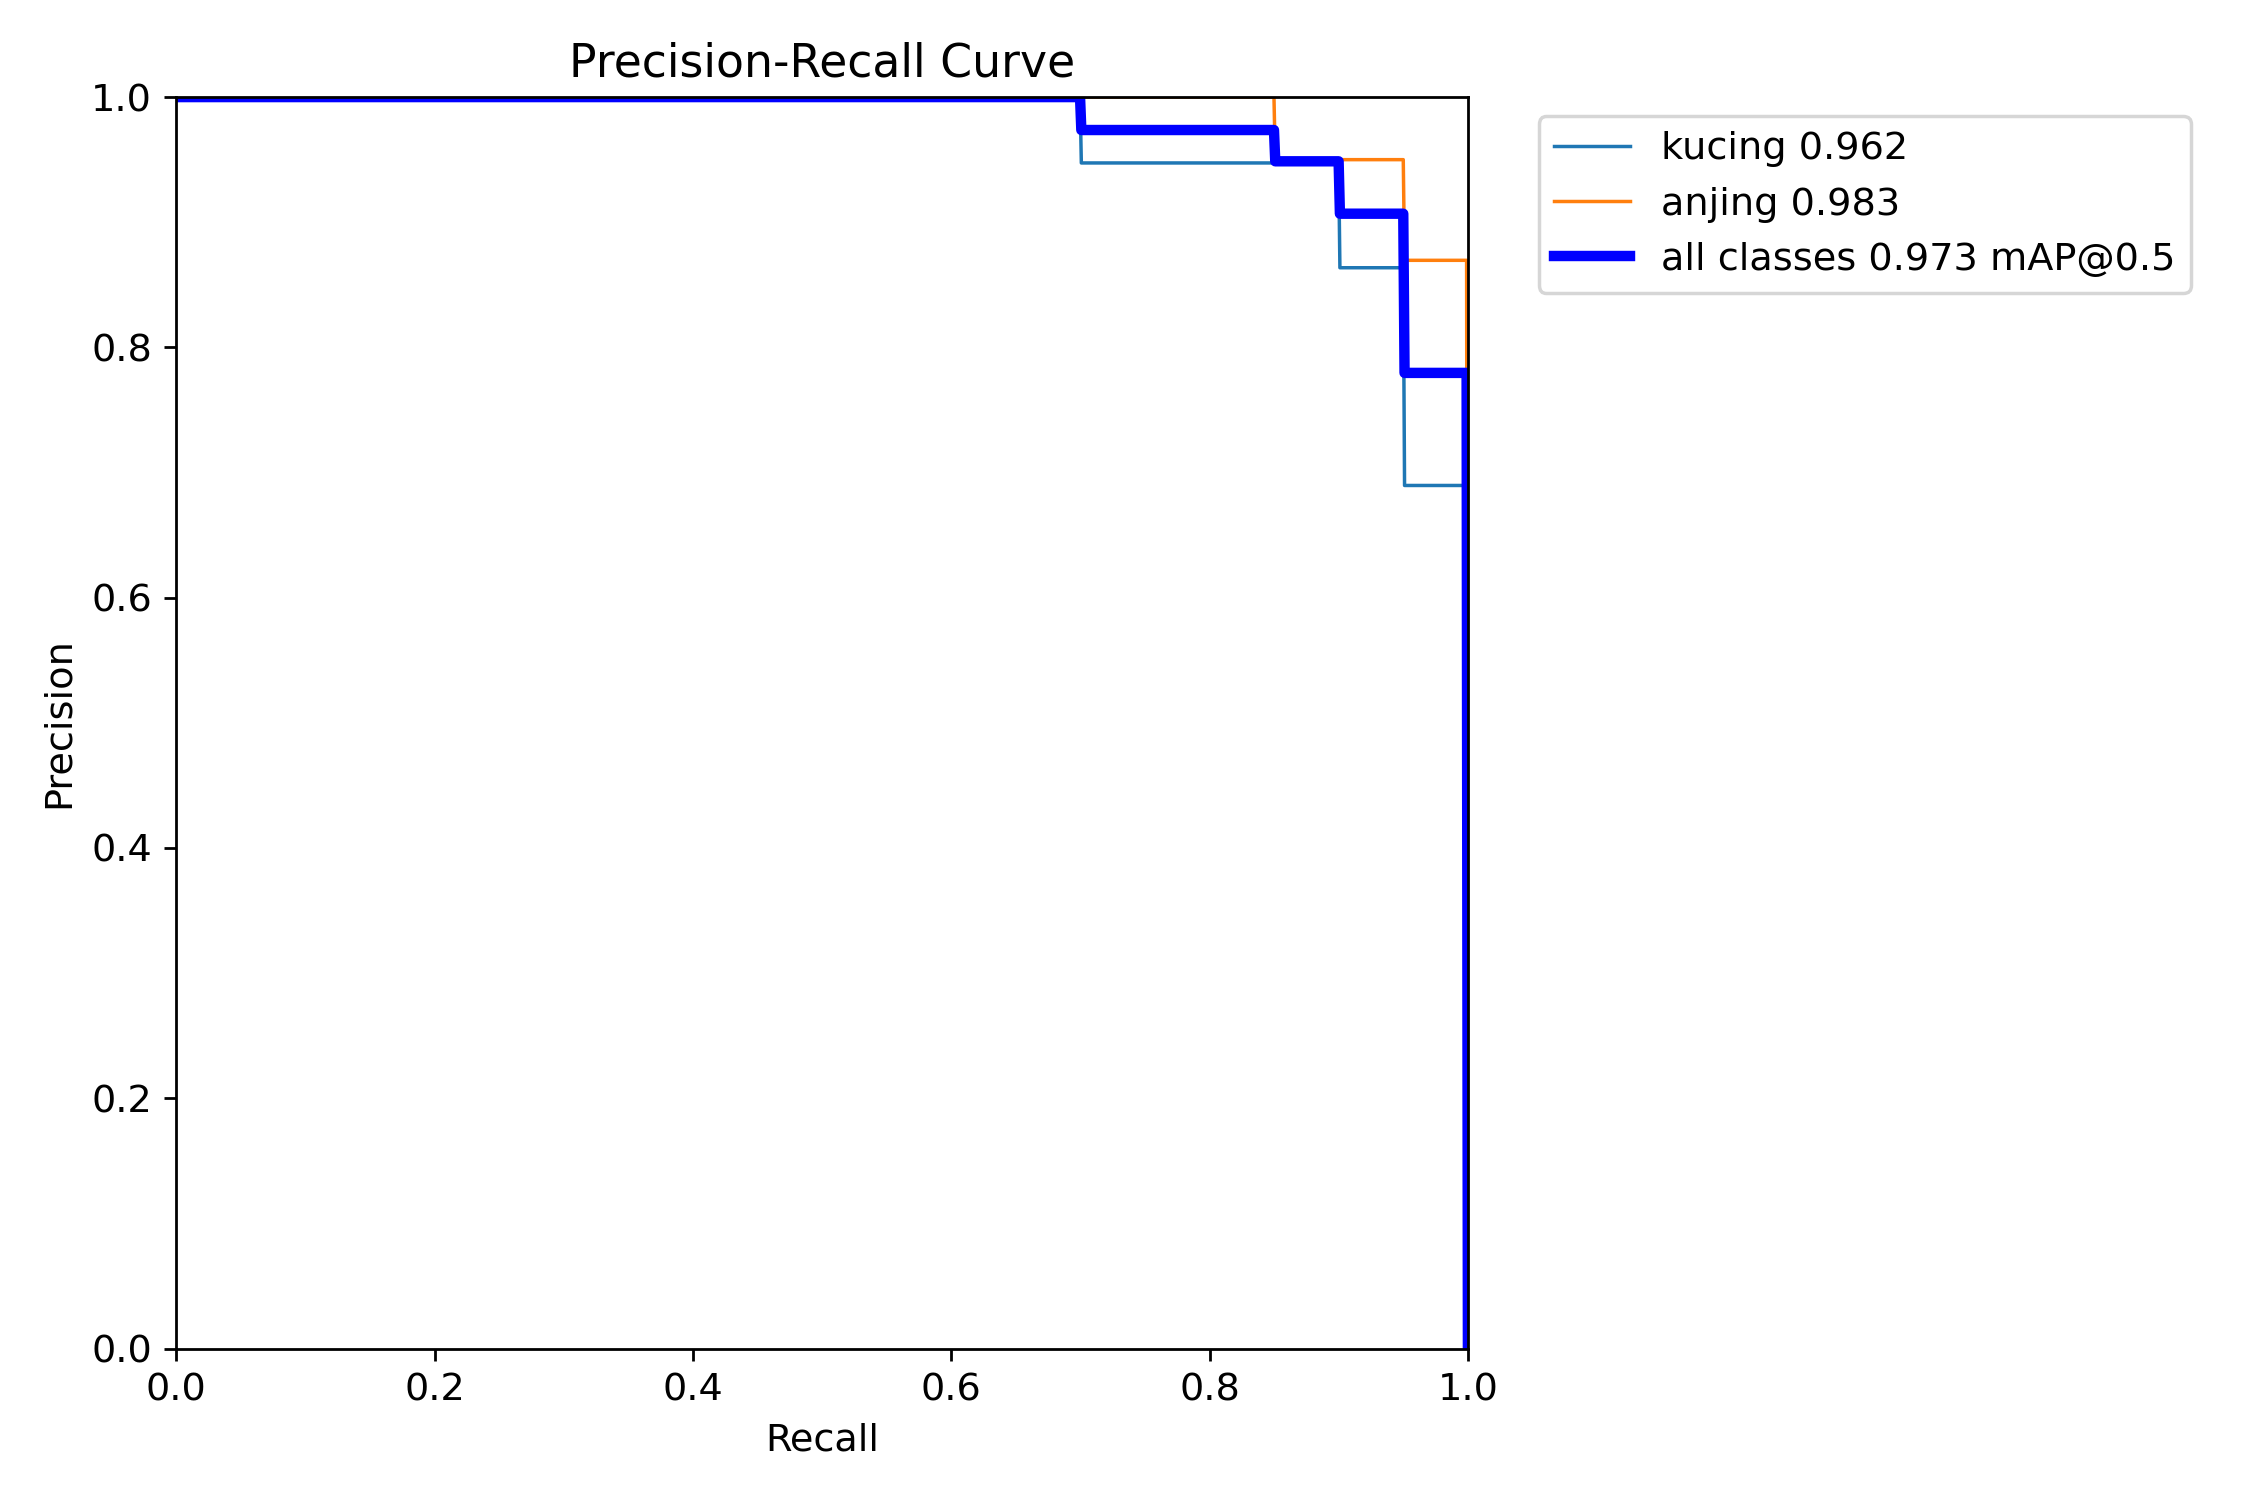 Precision-Recall Curve
1.0
0.8
0.6
0.4
0.2
0.0
Precision
0.0 0.2 0.4 0.6 0.8 1.0
Recall
kucing 0.962
anjing 0.983
all classes 0.973 mAP@0.5